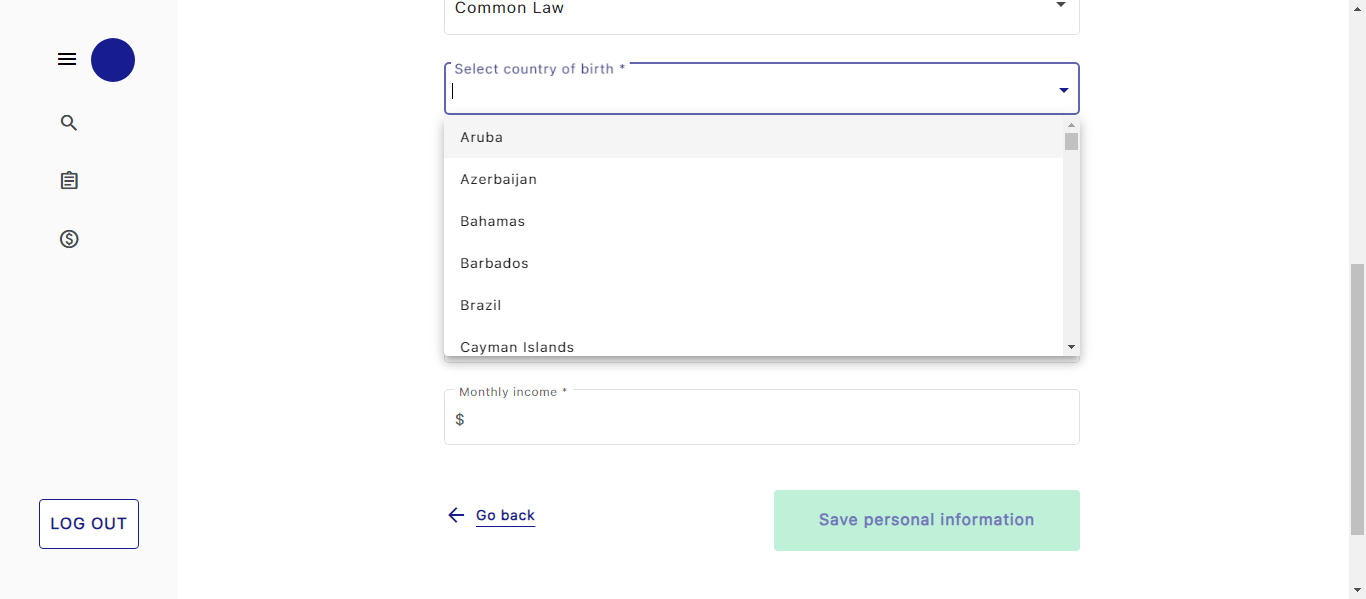 Common Law
Select country of birth *
Aruba
Azerbaijan
Bahamas
Barbados
Brazil
Cayman Islands
Monthly income *
$
Go back
Save personal information
LOG OUT